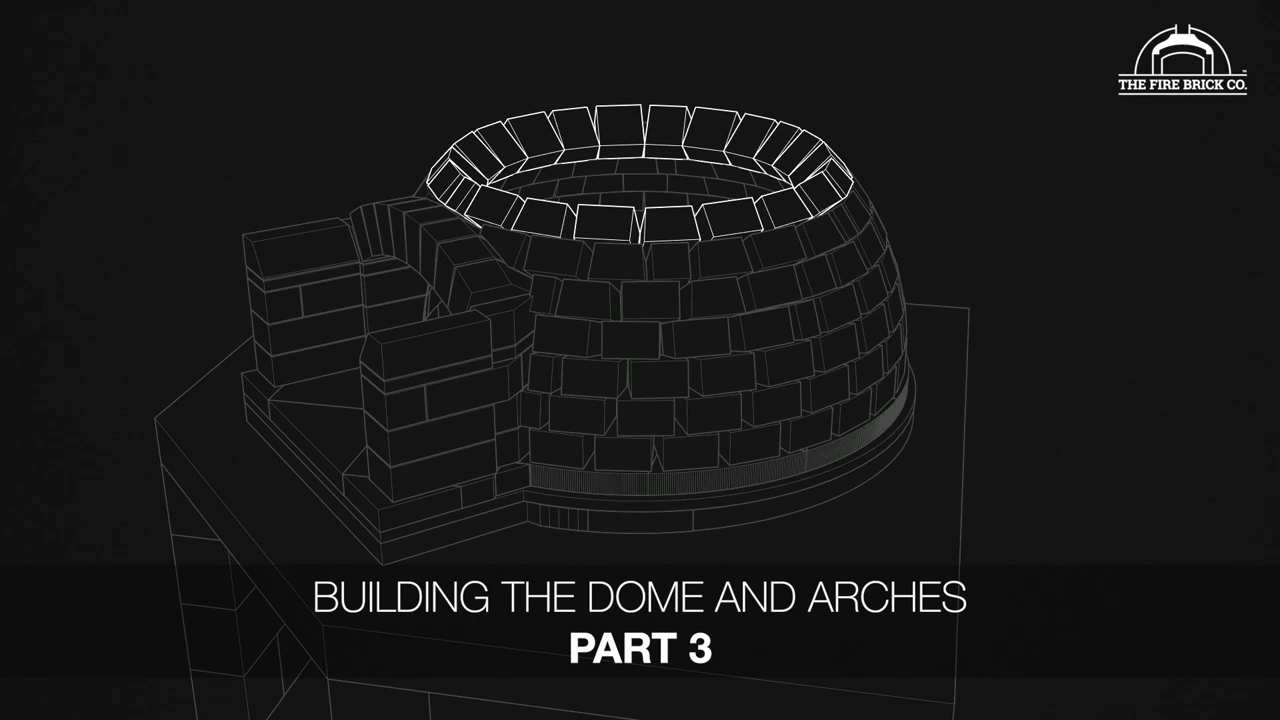 THE FIRE BRICK CO.
BUILDING THE DOME AND ARCHES
PART 3